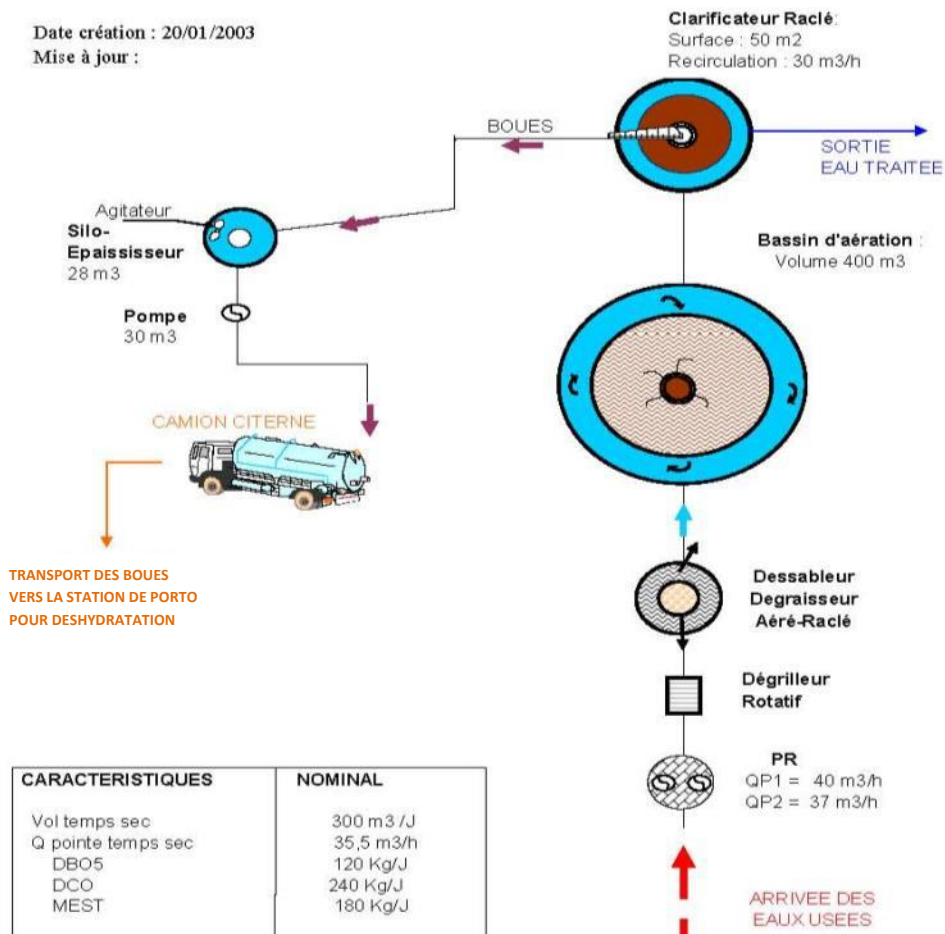 Date création : 20/01/2003
Mise à jour :
Clarificateur Raclé:
Surface : 50 m2
Recirculation : 30 m3/h
BOUES
SORTIE
EAU TRAITEE
Agitateur
Silo-
Epaississeur
28 m3
Bassin d'aération :
Volume 400 m3
Pompe
30 m3
CAMION CITERNE
TRANSPORT DES BOUES
VERS LA STATION DE PORTO
POUR DESHYDRATATION
Dessableur
Degraisseur
Aéré-Raclé
Dégrilleur
Rotatif
PR
QP1 = 40 m3/h
QP2 = 37 m3/h
CARACTERISTIQUES NOMINAL
Vol temps sec 300 m3 /J
Q pointe temps sec 35,5 m3/h
DBO5 120 Kg/J
DCO 240 Kg/J
MEST 180 Kg/J
ARRIVEE DES
EAUX USEES